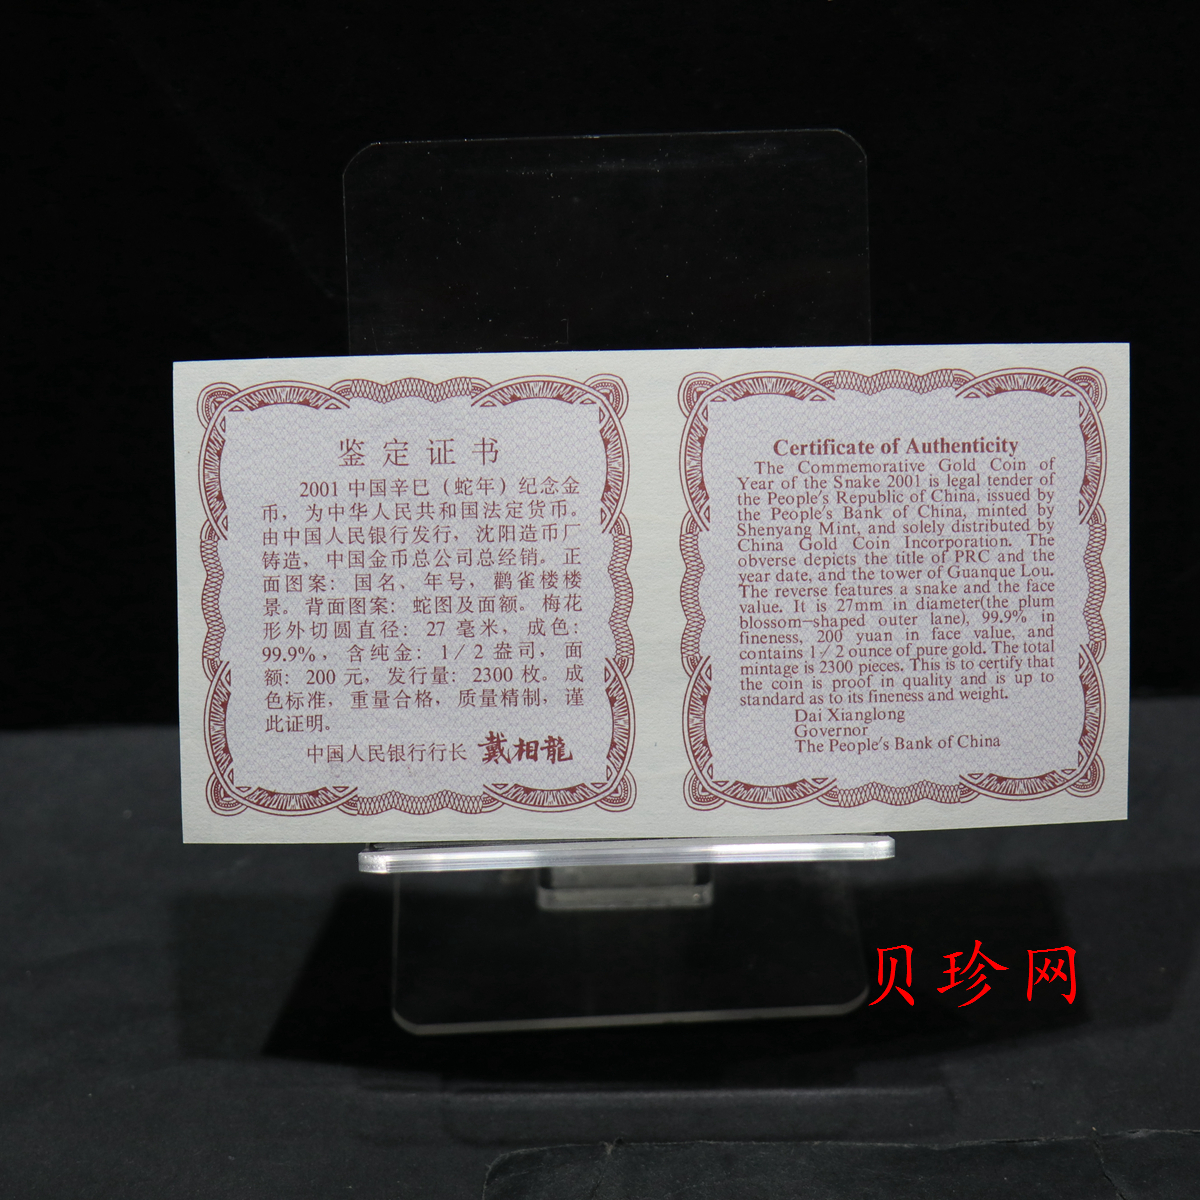 鉴定证书
2001 中国辛巳（蛇年）纪念金
币，为中华人民共和国法定货币。
由中国人民银行发行，沈阳造币厂
铸造，中国金币总公司总经销。正
面图案：国名、年号，鹳雀楼楼
景。背面图案：蛇图及面额。梅花
形外切圆直径：27 毫米，成色：
99.9%，含纯金：1/2 盎司，面
额：200 元，发行量：2300 枚。成
色标准，重量合格，质量精制，谨
此证明。
中国人民银行行长 戴相龍
Certificate of Authenticity
The Commemorative Gold Coin of
Year of the Snake 2001 is legal tender of
the People's Republic of China, issued by
the People's Bank of China, minted by
Shenyang Mint, and solely distributed by
China Gold Coin Incorporation. The
obverse depicts the title of PRC and the
year date, and the tower of Guanque Lou.
The reverse features a snake and the face
value. It is 27mm in diameter(the plum
blossom-shaped outer lane), 99.9% in
fineness, 200 yuan in face value, and
contains 1/2 ounce of pure gold. The total
mintage is 2300 pieces. This is to certify that
the coin is proof in quality and is up to
standard as to its fineness and weight.
Dai Xianglong
Governor
The People's Bank of China
贝珍网